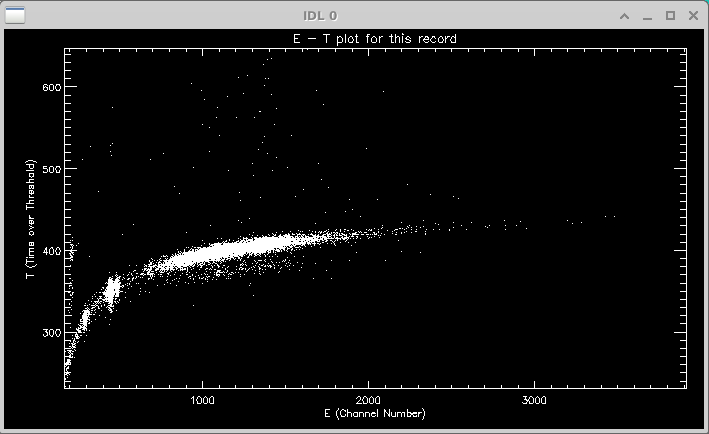 IDL 0
E - T plot for this record
600
500
400
300
T (Time over Threshold)
1000
2000
3000
E (Channel Number)